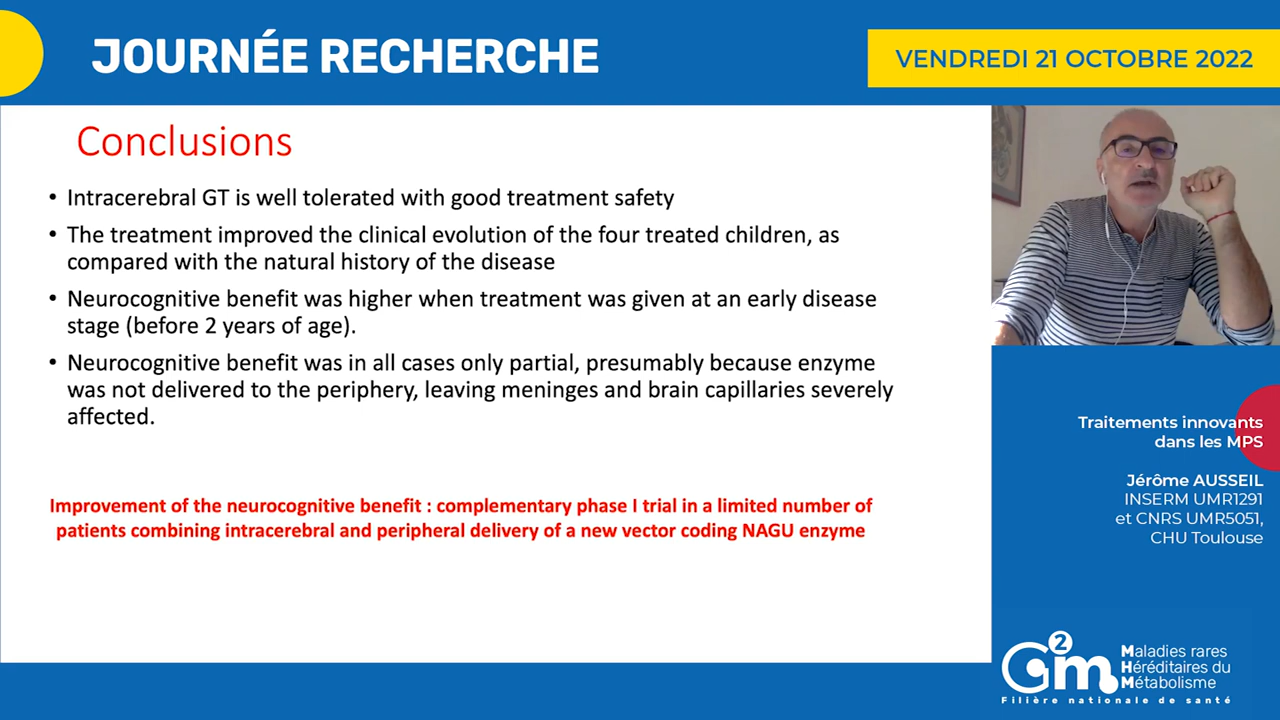 JOURNÉE RECHERCHE
VENDREDI 21 OCTOBRE 2022
Conclusions
• Intracerebral GT is well tolerated with good treatment safety
• The treatment improved the clinical evolution of the four treated children, as
compared with the natural history of the disease
• Neurocognitive benefit was higher when treatment was given at an early disease
stage (before 2 years of age).
• Neurocognitive benefit was in all cases only partial, presumably because enzyme
was not delivered to the periphery, leaving meninges and brain capillaries severely
affected.
Improvement of the neurocognitive benefit : complementary phase I trial in a limited number of
patients combining intracerebral and peripheral delivery of a new vector coding NAGU enzyme
Traitements innovants
dans les MPS
Jérôme AUSSEIL
INSERM UMR1291
et CNRS UMR5051,
CHU Toulouse
G2m
Maladies rares
Héréditaires du
Métabolisme
Filière nationale de santé